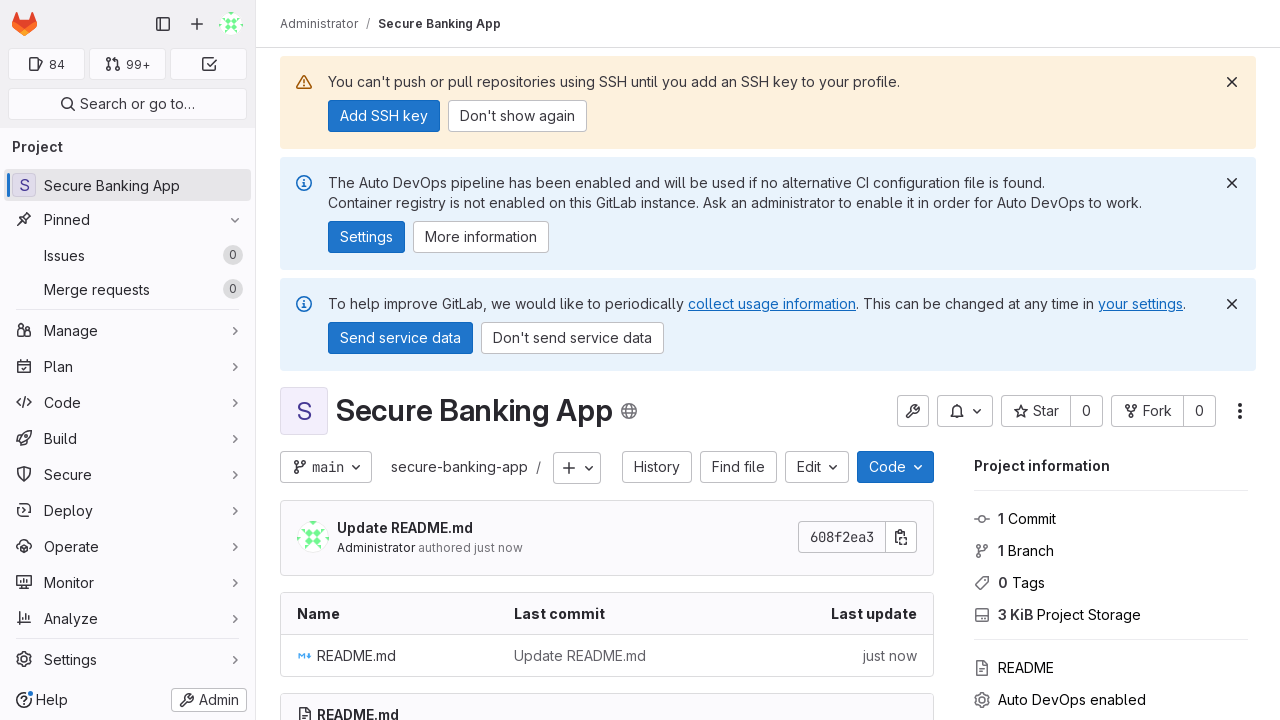 Administrator / Secure Banking App
84
99+
Search or go to…
Project
S Secure Banking App
Pinned
Issues 0
Merge requests 0
Manage
Plan
Code
Build
Secure
Deploy
Operate
Monitor
Analyze
Settings
Help
Admin
You can't push or pull repositories using SSH until you add an SSH key to your profile.
Add SSH key Don't show again
The Auto DevOps pipeline has been enabled and will be used if no alternative CI configuration file is found.
Container registry is not enabled on this GitLab instance. Ask an administrator to enable it in order for Auto DevOps to work.
Settings More information
To help improve GitLab, we would like to periodically collect usage information. This can be changed at any time in your settings.
Send service data Don't send service data
S Secure Banking App
Star 0 Fork 0
main secure-banking-app / History Find file Edit Code
Update README.md
Administrator authored just now
608f2ea3
Name Last commit Last update
README.md Update README.md just now
README.md
Project information
1 Commit
1 Branch
0 Tags
3 KiB Project Storage
README
Auto DevOps enabled